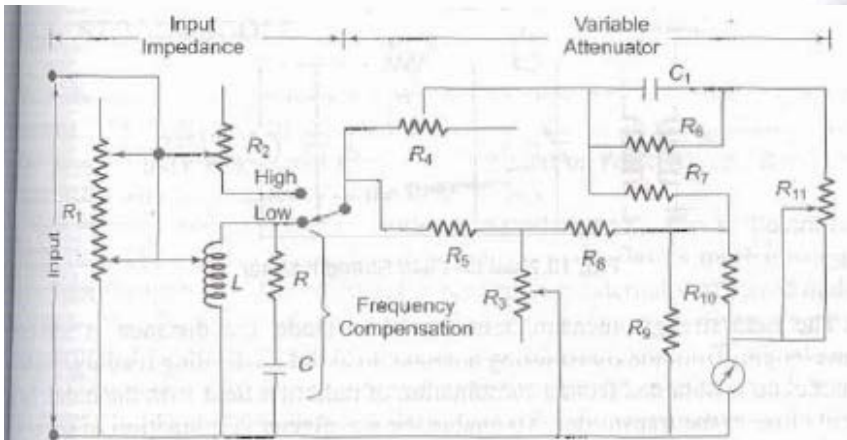 Input
Impedance
Variable
Attenuator
C1
R2
R4
R6
R7
High
Low
R1
R11
Input
L
R
R5
R6
R3
R10
Frequency
Compensation
R9
C